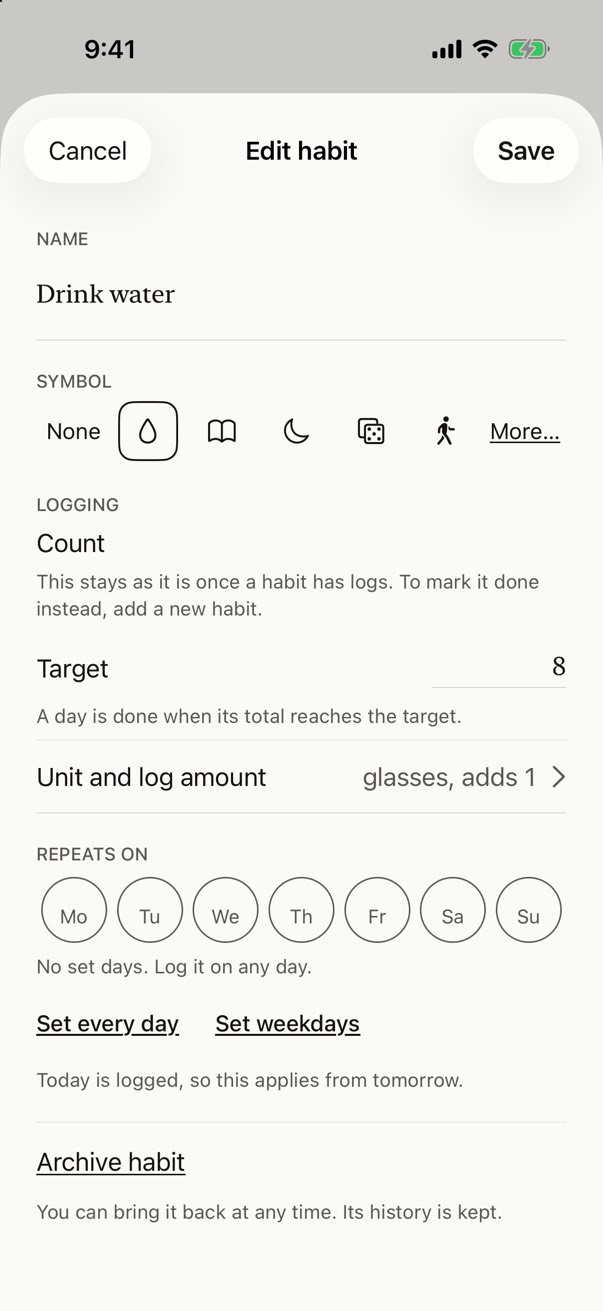 9:41
Cancel Edit habit Save
NAME
Drink water
SYMBOL
None More...
LOGGING
Count
This stays as it is once a habit has logs. To mark it done
instead, add a new habit.
Target 8
A day is done when its total reaches the target.
Unit and log amount glasses, adds 1
REPEATS ON
Mo Tu We Th Fr Sa Su
No set days. Log it on any day.
Set every day Set weekdays
Today is logged, so this applies from tomorrow.
Archive habit
You can bring it back at any time. Its history is kept.